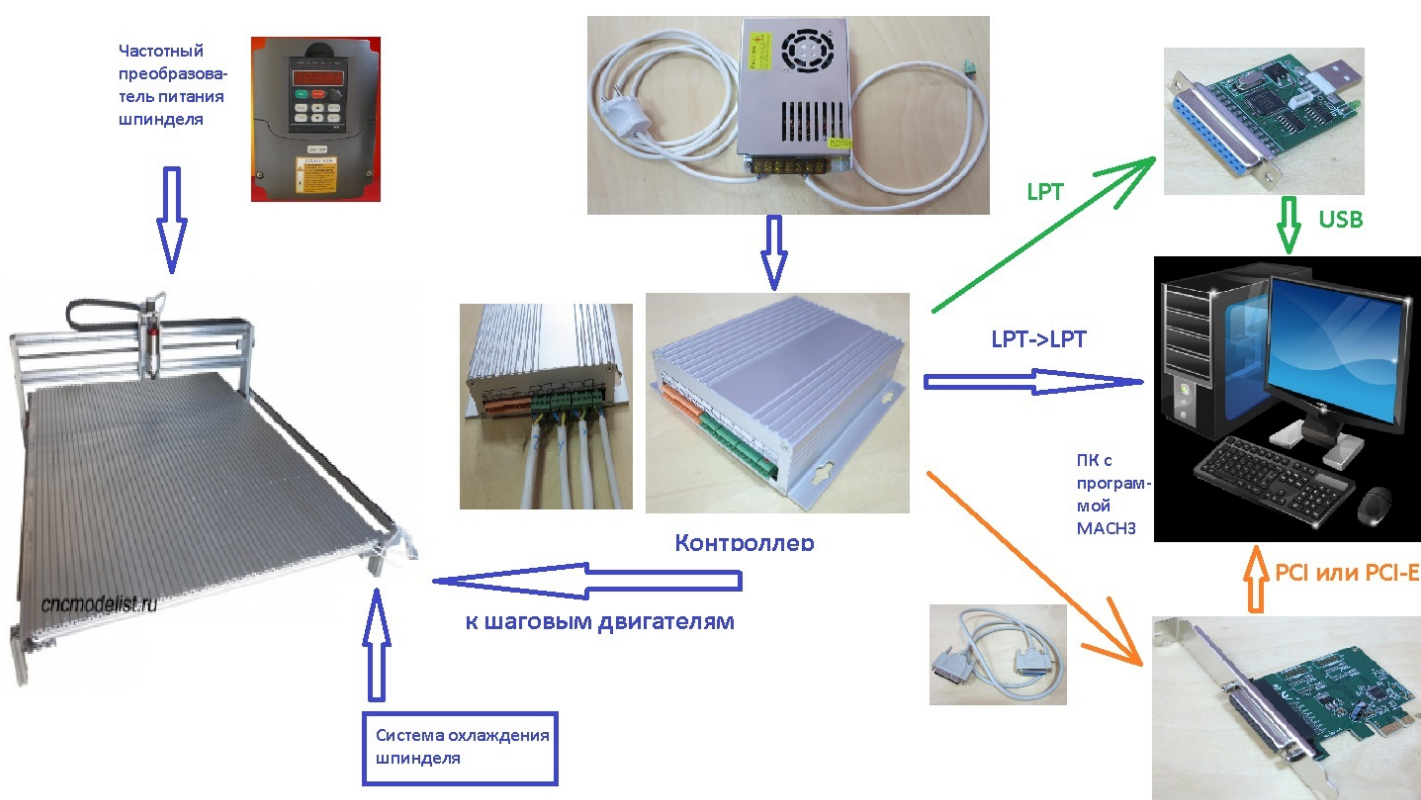 Частотный
преобразова-
тель питания
шпинделя
LPT
USB
LPT->LPT
ПК с
програм-
мой
MACH3
Контроллер
cncmodelist.ru
к шаговым двигателям
PCI или PCI-E
Система охлаждения
шпинделя